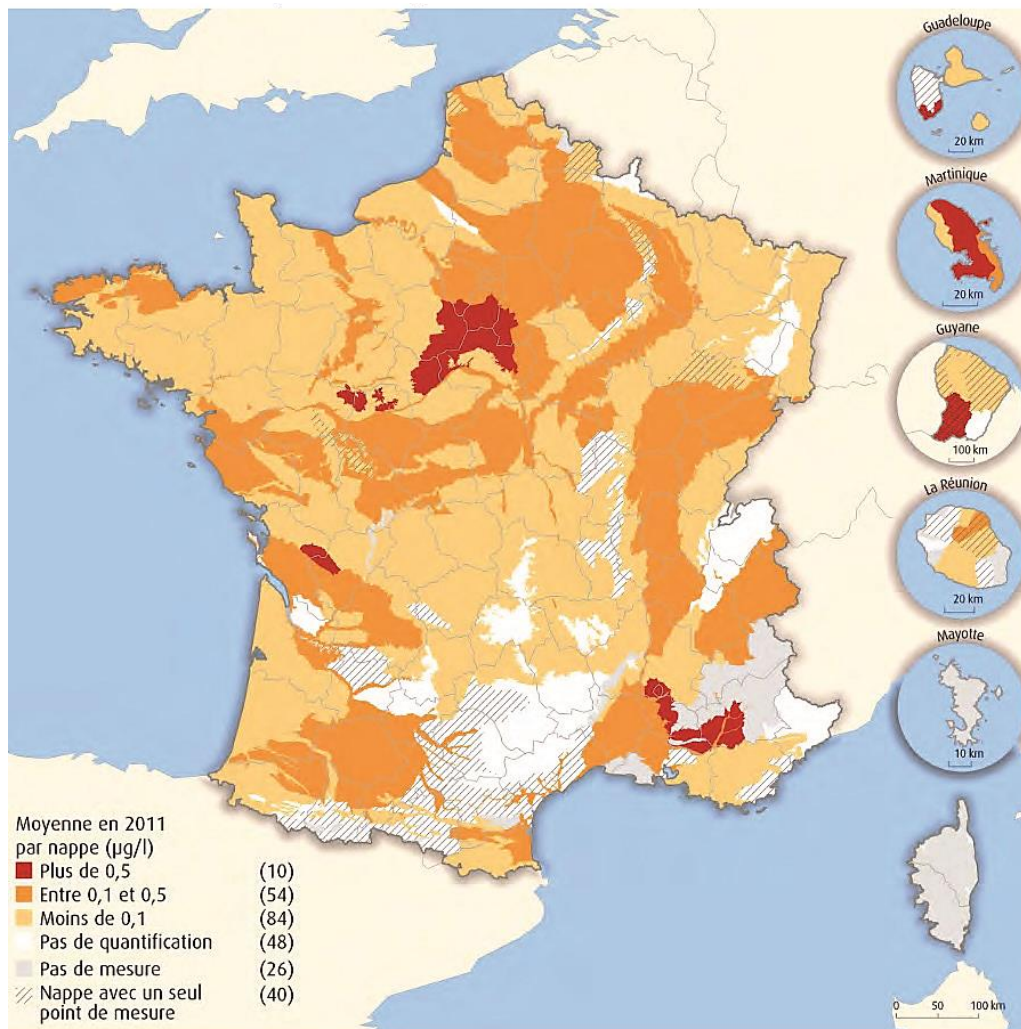 Guadeloupe
20 km
Martinique
20 km
Guyane
100 km
La Réunion
20 km
Mayotte
10 km
Moyenne en 2011
par nappe (µg/l)
Plus de 0,5 (10)
Entre 0,1 et 0,5 (54)
Moins de 0,1 (84)
Pas de quantification (48)
Pas de mesure (26)
Nappe avec un seul (40)
point de mesure
0 50 100 km